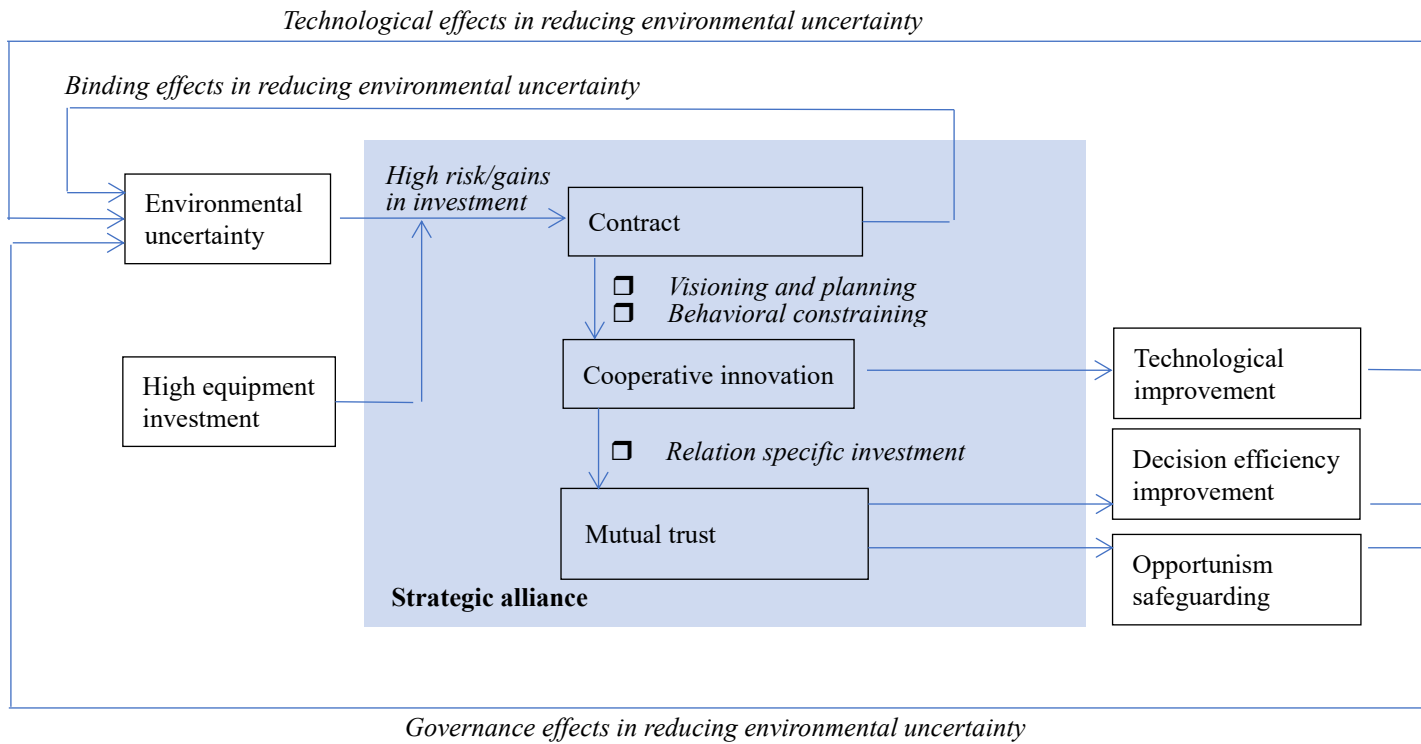 Technological effects in reducing environmental uncertainty
Binding effects in reducing environmental uncertainty
Environmental
uncertainty
High risk/gains
in investment
Contract
Visioning and planning
Behavioral constraining
High equipment
investment
Cooperative innovation
Technological
improvement
Relation specific investment
Decision efficiency
improvement
Mutual trust
Opportunism
safeguarding
Strategic alliance
Governance effects in reducing environmental uncertainty